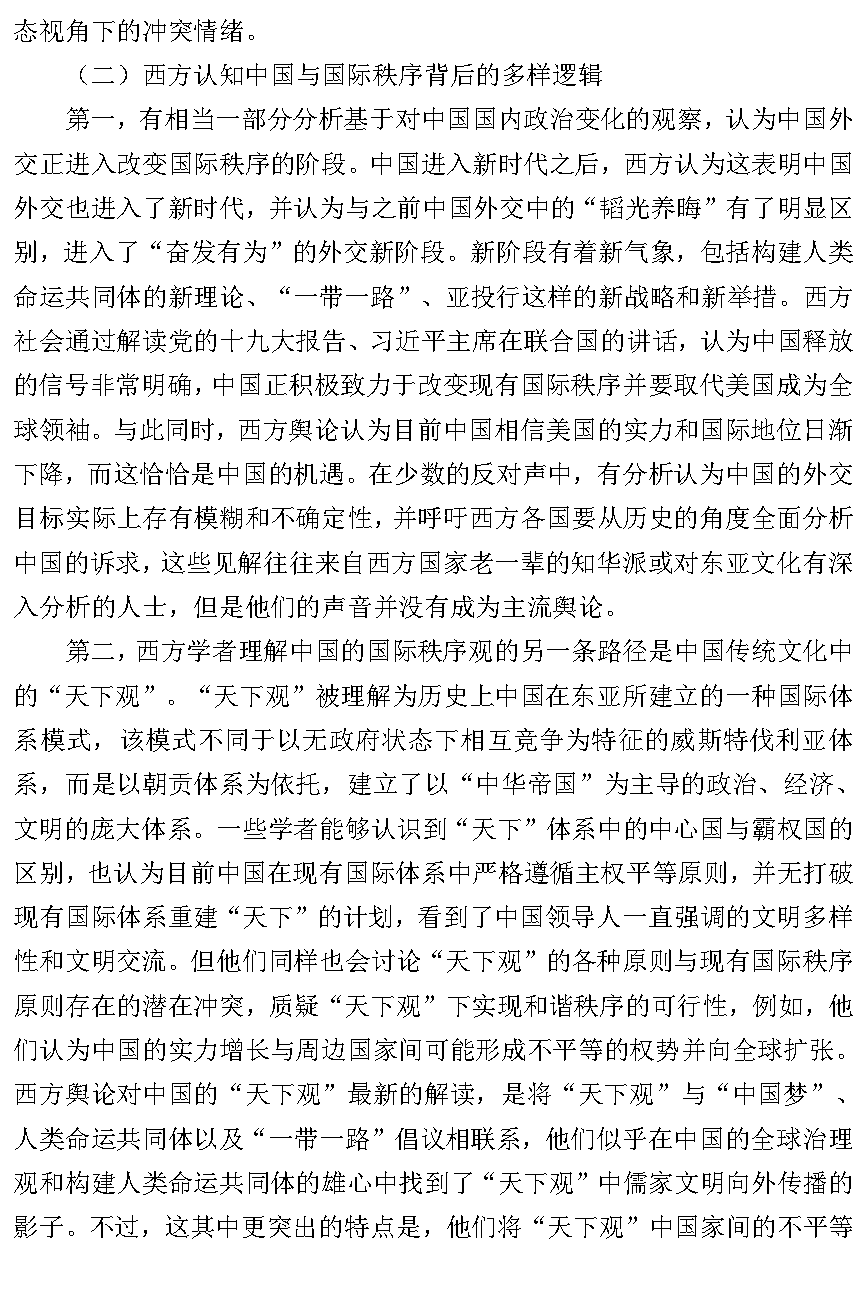 态视角下的冲突情绪。
（二）西方认知中国与国际秩序背后的多样逻辑
第一，有相当一部分分析基于对中国国内政治变化的观察，认为中国外
交正进入改变国际秩序的阶段。中国进入新时代之后，西方认为这表明中国
外交也进入了新时代，并认为与之前中国外交中的“韬光养晦”有了明显区
别，进入了“奋发有为”的外交新阶段。新阶段有着新气象，包括构建人类
命运共同体的新理论、“一带一路”、亚投行这样的新战略和新举措。西方
社会通过解读党的十九大报告、习近平主席在联合国的讲话，认为中国释放
的信号非常明确，中国正积极致力于改变现有国际秩序并要取代美国成为全
球领袖。与此同时，西方舆论认为目前中国相信美国的实力和国际地位日渐
下降，而这恰恰是中国的机遇。在少数的反对声中，有分析认为中国的外交
目标实际上存有模糊和不确定性，并呼吁西方各国要从历史的角度全面分析
中国的诉求，这些见解往往来自西方国家老一辈的知华派或对东亚文化有深
入分析的人士，但是他们的声音并没有成为主流舆论。
第二，西方学者理解中国的国际秩序观的另一条路径是中国传统文化中
的“天下观”。“天下观”被理解为历史上中国在东亚所建立的一种国际体
系模式，该模式不同于以无政府状态下相互竞争为特征的威斯特伐利亚体
系，而是以朝贡体系为依托，建立了以“中华帝国”为主导的政治、经济、
文明的庞大体系。一些学者能够认识到“天下”体系中的中心国与霸权国的
区别，也认为目前中国在现有国际体系中严格遵循主权平等原则，并无打破
现有国际体系重建“天下”的计划，看到了中国领导人一直强调的文明多样
性和文明交流。但他们同样也会讨论“天下观”的各种原则与现有国际秩序
原则存在的潜在冲突，质疑“天下观”下实现和谐秩序的可行性，例如，他
们认为中国的实力增长与周边国家间可能形成不平等的权势并向全球扩张。
西方舆论对中国的“天下观”最新的解读，是将“天下观”与“中国梦”、
人类命运共同体以及“一带一路”倡议相联系，他们似乎在中国的全球治理
观和构建人类命运共同体的雄心中找到了“天下观”中儒家文明向外传播的
影子。不过，这其中更突出的特点是，他们将“天下观”中国家间的不平等